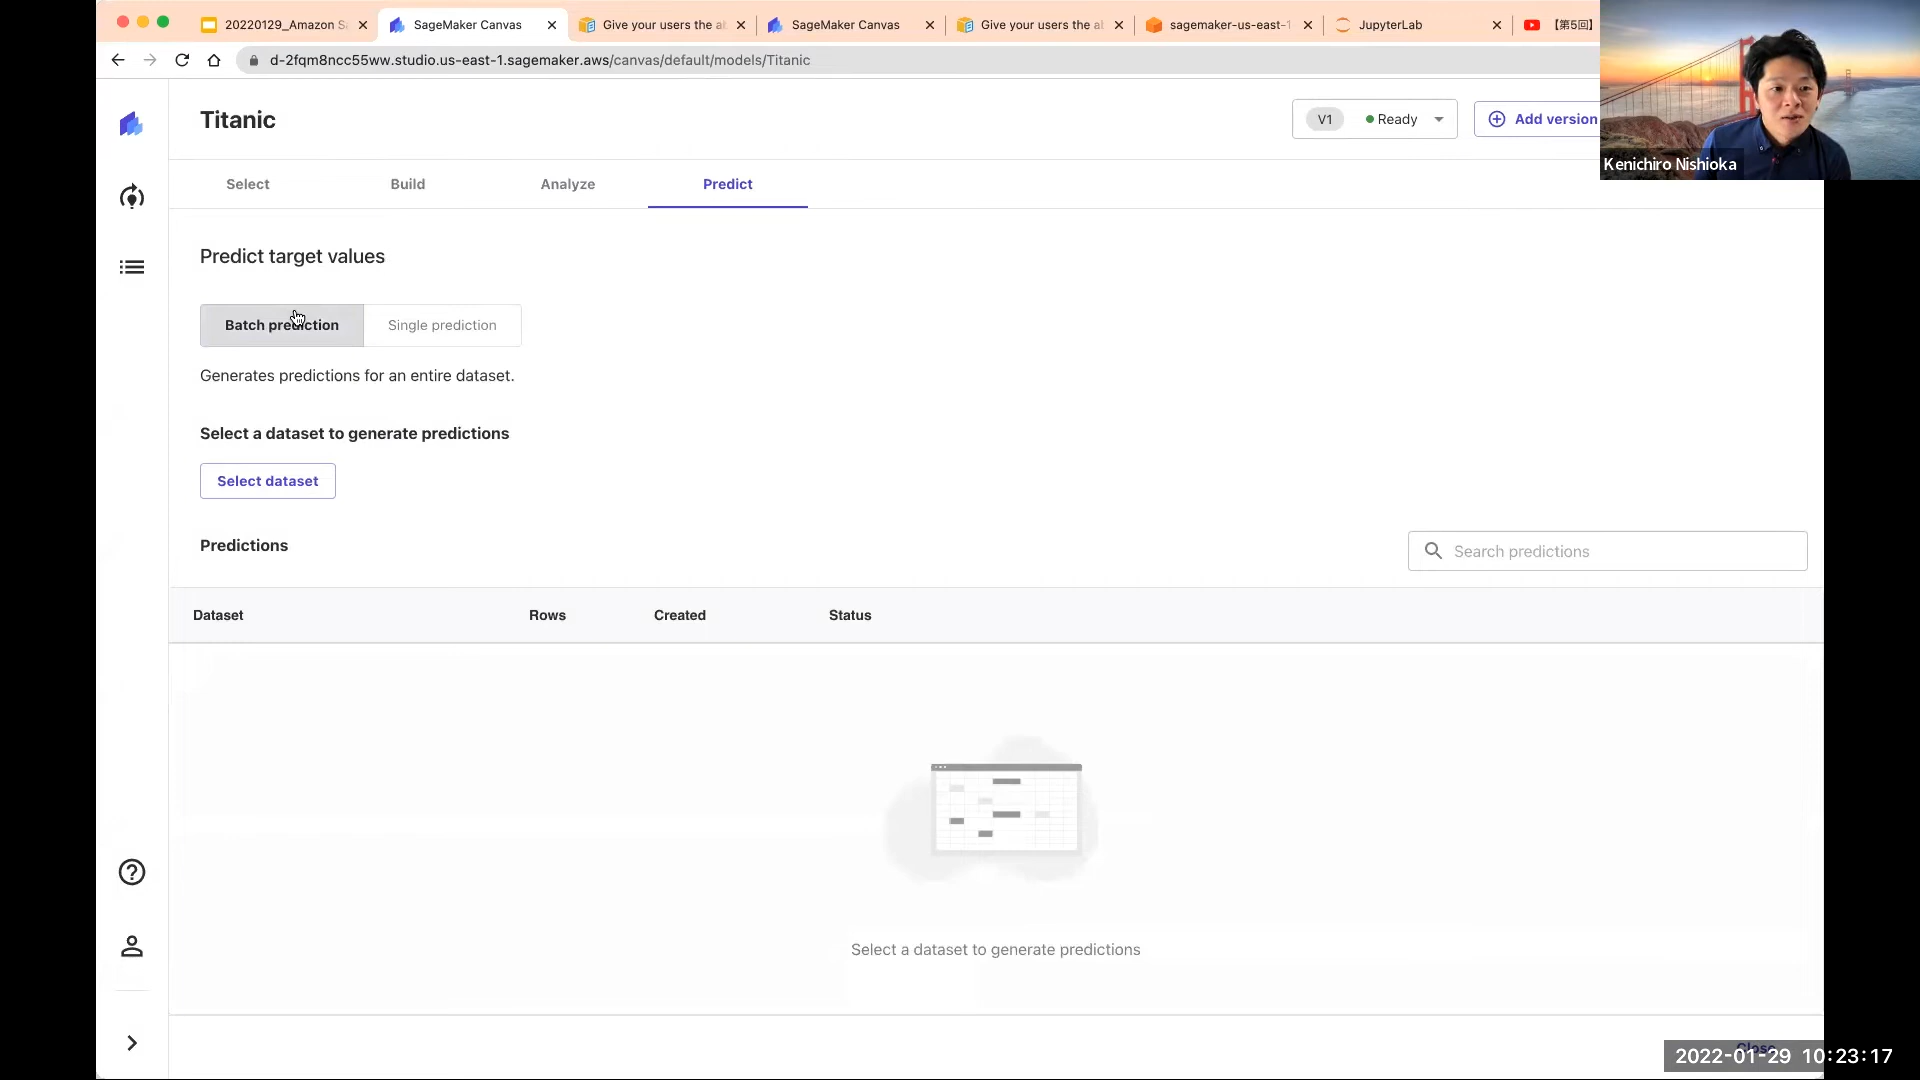 20220129_Amazon S
SageMaker Canvas
Give your users the a
SageMaker Canvas
Give your users the a
sagemaker-us-east-1
JupyterLab
【第5回】
d-2fqm8ncc55ww.studio.us-east-1.sagemaker.aws/canvas/default/models/Titanic
Kenichiro Nishioka
Titanic
V1
Ready
Add version
Select
Build
Analyze
Predict
Predict target values
Batch prediction
Single prediction
Generates predictions for an entire dataset.
Select a dataset to generate predictions
Select dataset
Predictions
Search predictions
Dataset
Rows
Created
Status
Select a dataset to generate predictions
Close
2022-01-29 10:23:17